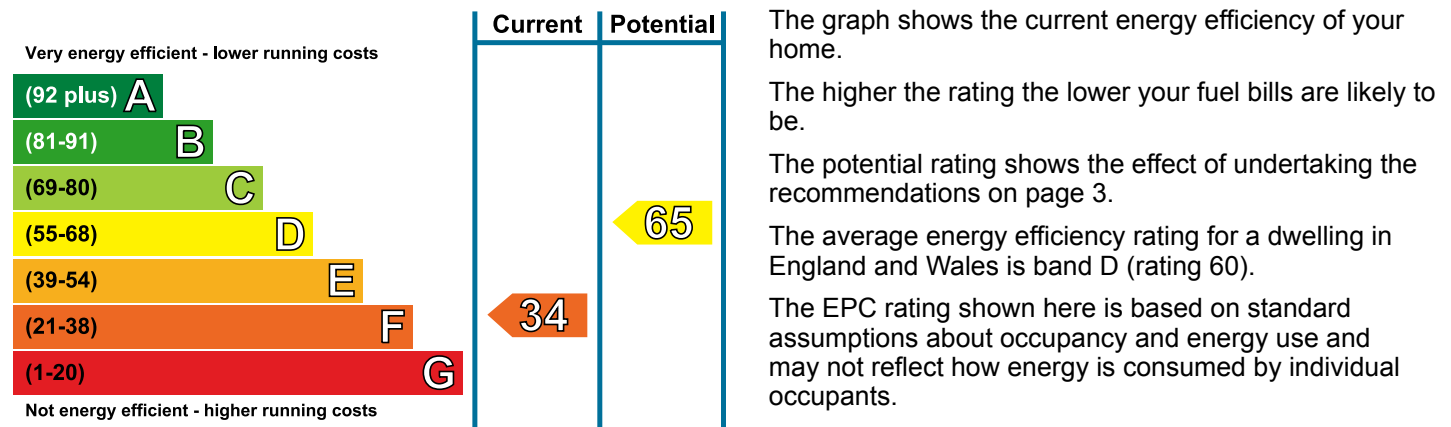 Current Potential
Very energy efficient - lower running costs
(92 plus) A
(81-91) B
(69-80) C
(55-68) D
65
(39-54) E
(21-38) F
34
(1-20) G
Not energy efficient - higher running costs
The graph shows the current energy efficiency of your
home.
The higher the rating the lower your fuel bills are likely to
be.
The potential rating shows the effect of undertaking the
recommendations on page 3.
The average energy efficiency rating for a dwelling in
England and Wales is band D (rating 60).
The EPC rating shown here is based on standard
assumptions about occupancy and energy use and
may not reflect how energy is consumed by individual
occupants.